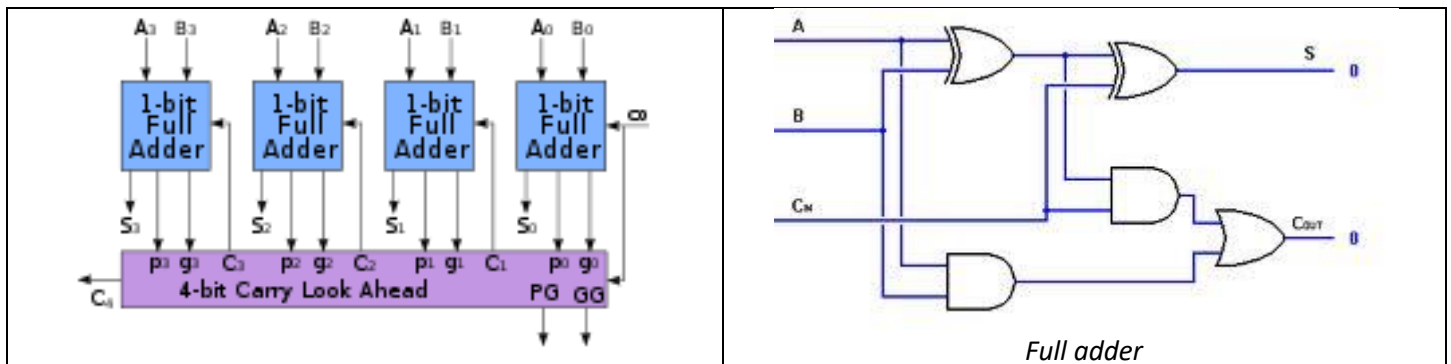 A3 B3 A2 B2 A1 B1 A0 B0
1-bit Full Adder
1-bit Full Adder
1-bit Full Adder
1-bit Full Adder
c0
S3 S2 S1 S0
p3 g3 C3 p2 g2 C2 p1 g1 C1 p0 g0
4-bit Carry Look Ahead PG GG
C4
A
B
CIN
S 0
COUT 0
Full adder